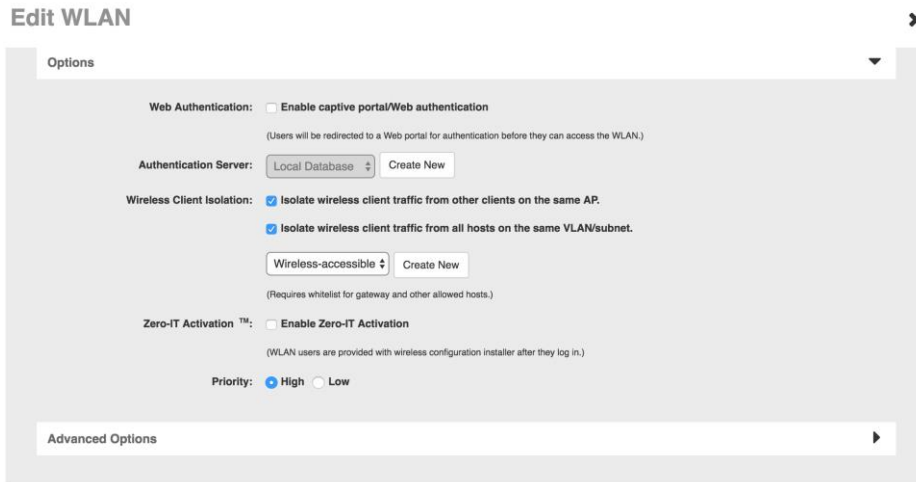 Edit WLAN
Options
Web Authentication: Enable captive portal/Web authentication
(Users will be redirected to a Web portal for authentication before they can access the WLAN.)
Authentication Server: Local Database Create New
Wireless Client Isolation: Isolate wireless client traffic from other clients on the same AP.
Isolate wireless client traffic from all hosts on the same VLAN/subnet.
Wireless-accessible Create New
(Requires whitelist for gateway and other allowed hosts.)
Zero-IT Activation ™: Enable Zero-IT Activation
(WLAN users are provided with wireless configuration installer after they log in.)
Priority: High Low
Advanced Options